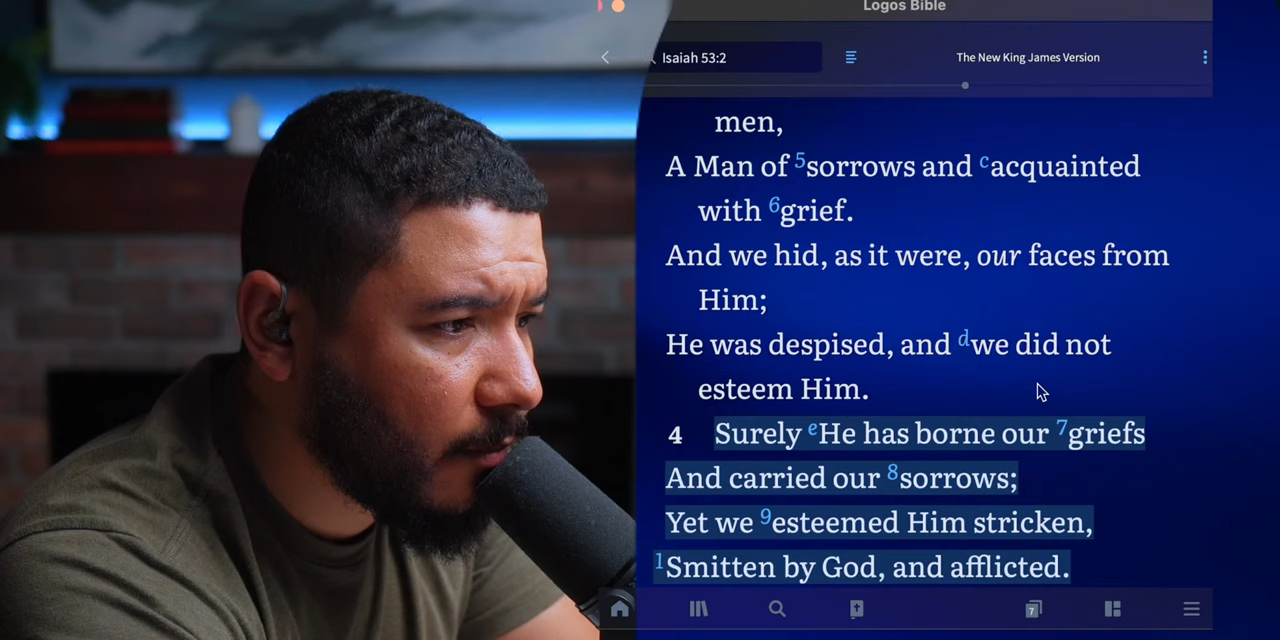 Logos Bible
Isaiah 53:2
The New King James Version
men,
A Man of 5sorrows and cacquainted
with 6grief.
And we hid, as it were, our faces from
Him;
He was despised, and dwe did not
esteem Him.
4 Surely eHe has borne our 7griefs
And carried our 8sorrows;
Yet we 9esteemed Him stricken,
1Smitten by God, and afflicted.
7